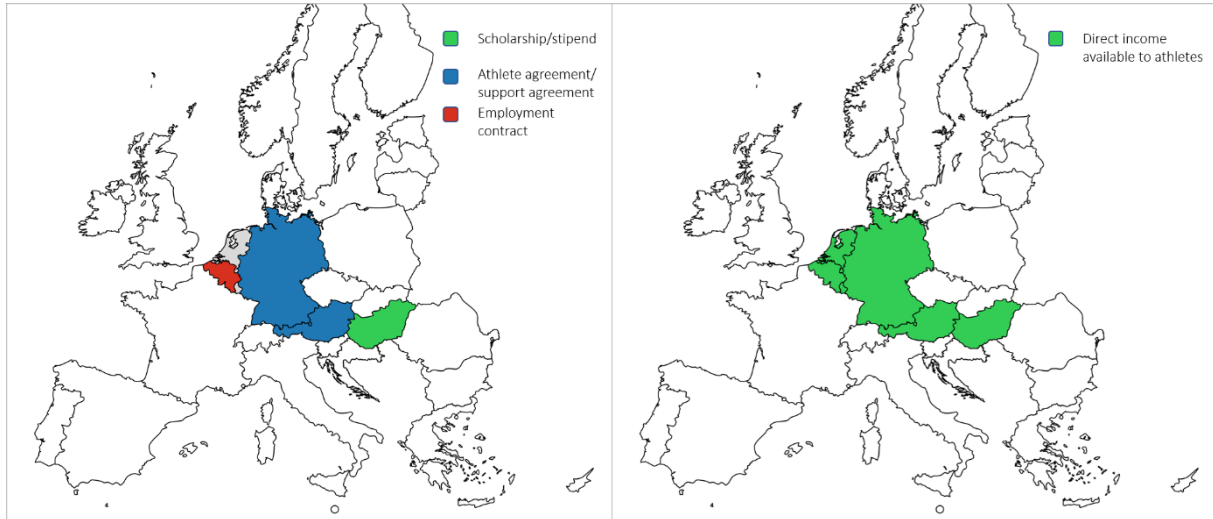 Scholarship/stipend
Athlete agreement/
support agreement
Employment
contract
Direct income
available to athletes